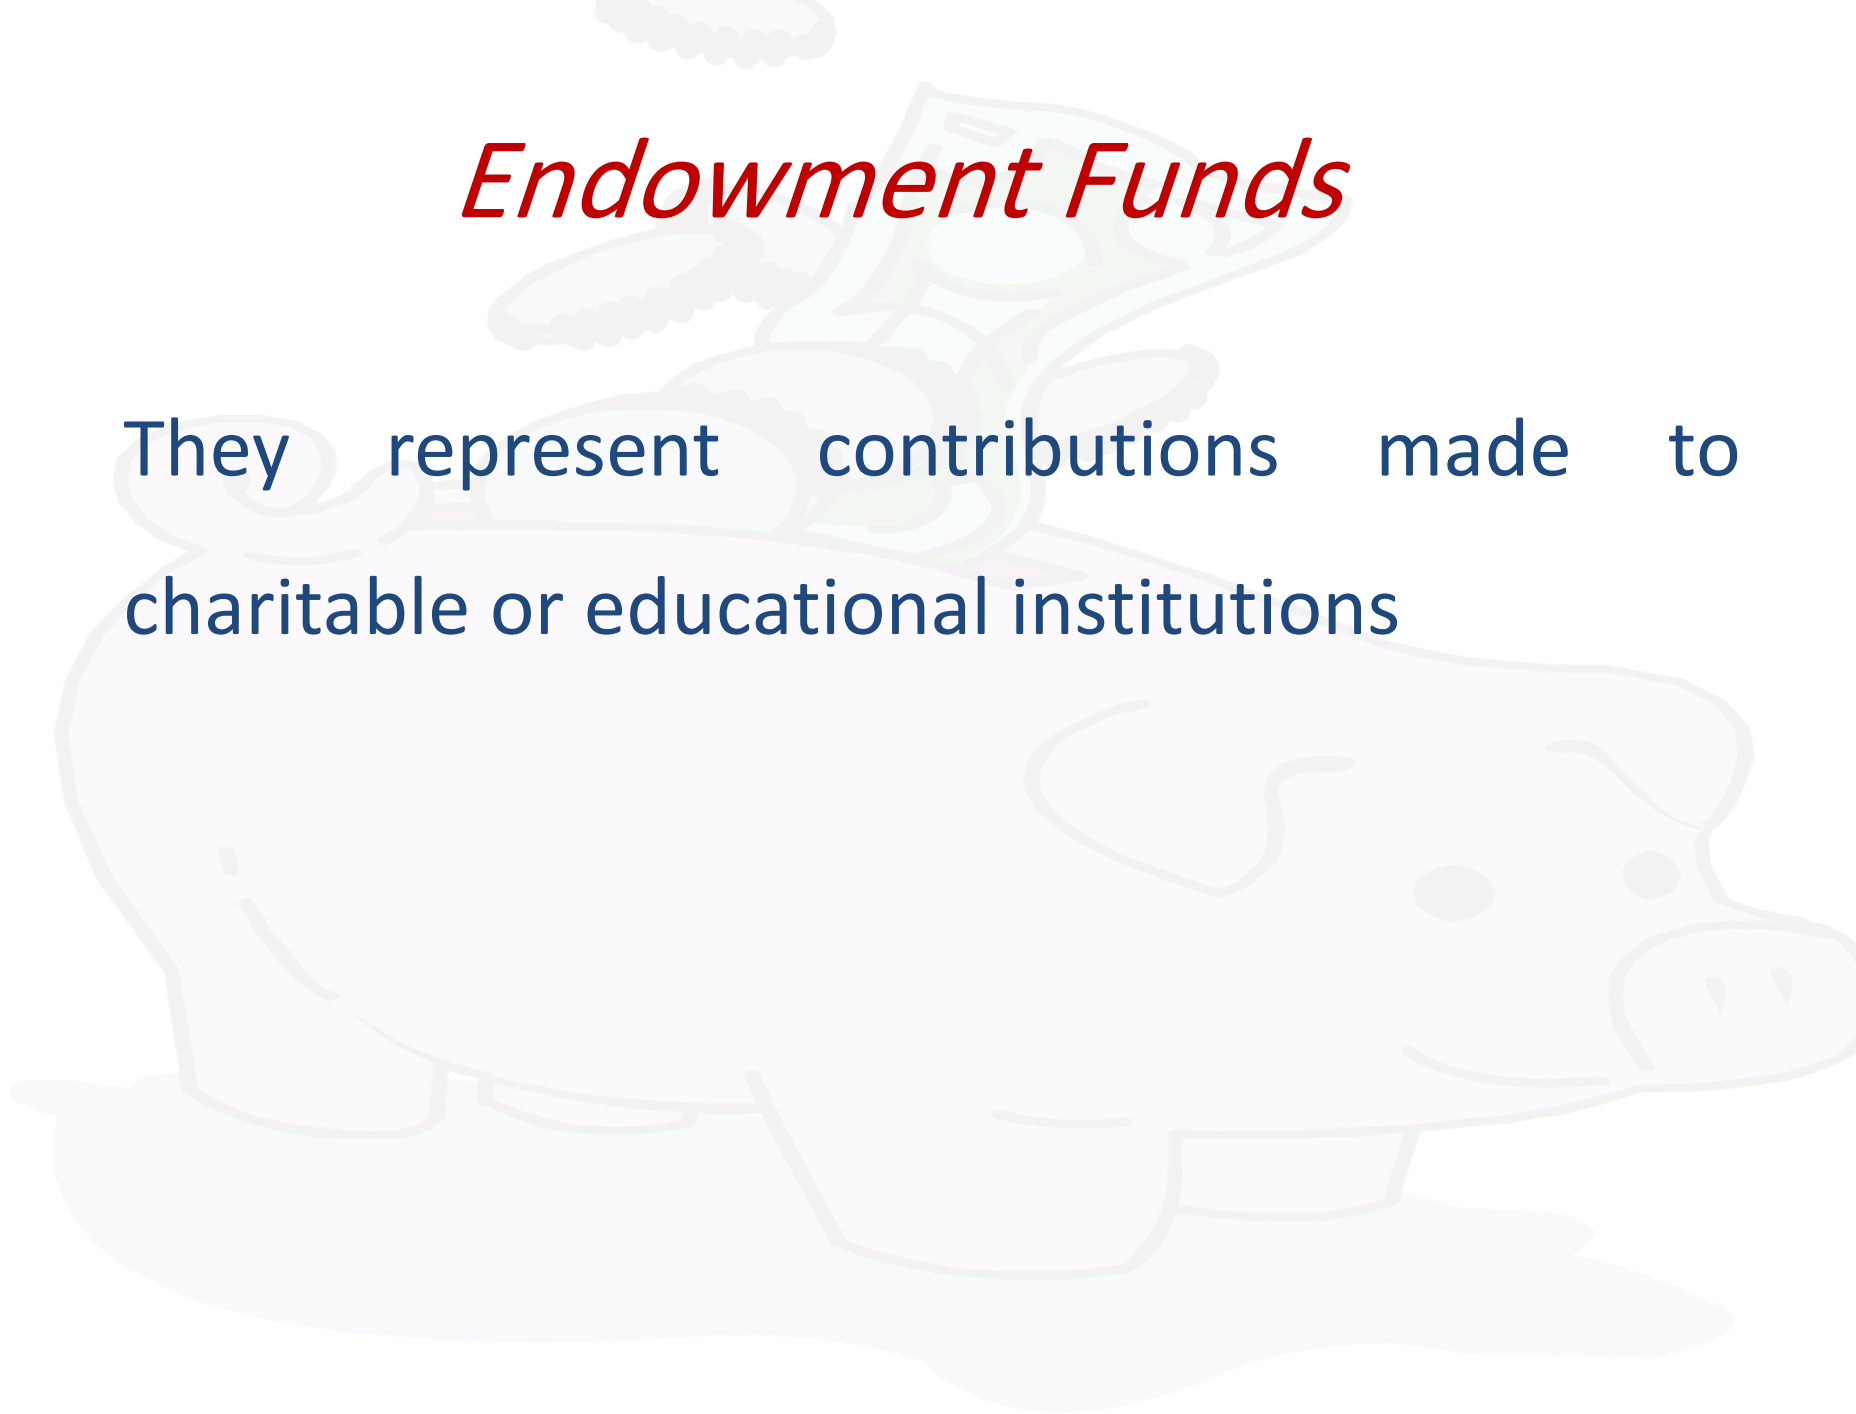 Endowment Funds
They represent contributions made to
charitable or educational institutions